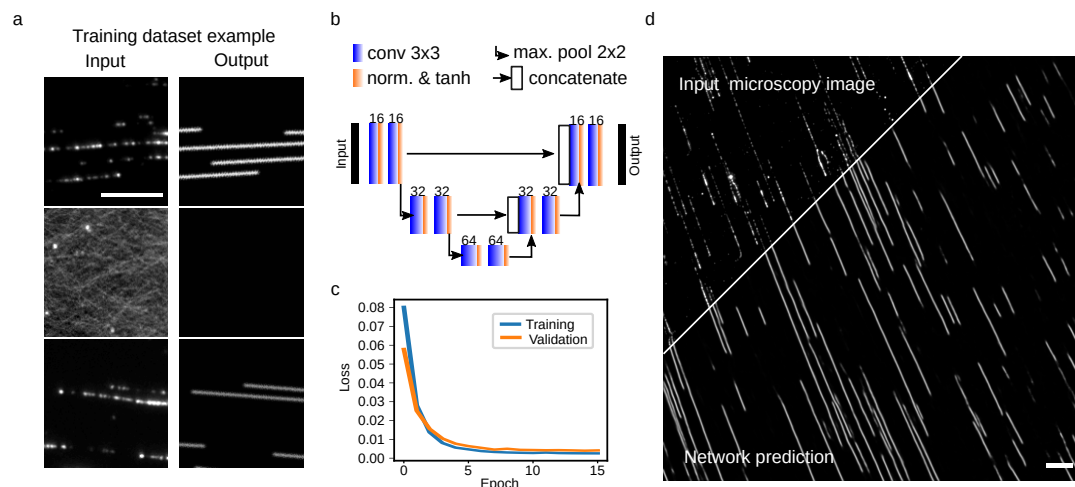 a
Training dataset example
Input Output
b
conv 3x3
max. pool 2x2
norm. & tanh
concatenate
Input
16 16
32 32
64 64
32 32
16 16
Output
c
0.08
0.07
0.06
0.05
0.04
0.03
0.02
0.01
0.00
Loss
Training
Validation
0 5 10 15
Epoch
d
Input microscopy image
Network prediction